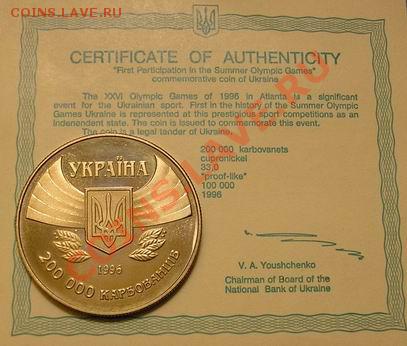 COINS.LAVE.RU
CERTIFICATE OF AUTHENTICITY
"First Participation in the Summer Olympic Games"
commemorative coin of Ukraine
The XXVI Olympic Games of 1996 in Atlanta is a significant
event for the Ukrainian sport. First in the history of the Summer Olympic
Games Ukraine is represented at this prestigious sport competitions as an
independent state. The coin is issued to commemorate this event.
The coin is a legal tander of Ukraine.
200 000 karbovanets
cupronickel
33,0
"proof-like"
100 000
1996
УКРАЇНА
1996
200 000 КАРБОВАНЦІВ
V. A. Youshchenko
Chairman of Board of the
National Bank of Ukraine
COINS.LAVE.RU